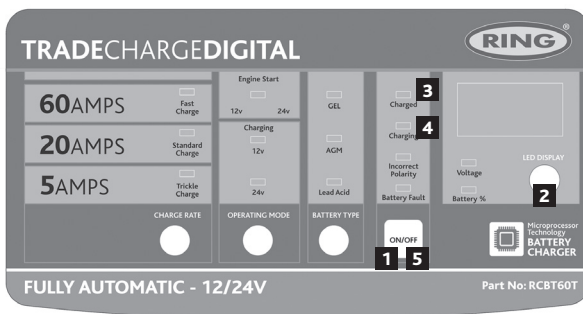 RING
TRADECHARGEDIGITAL
60AMPS
Fast
Charge
20AMPS
Standard
Charge
5AMPS
Trickle
Charge
CHARGE RATE
Engine Start
12v 24v
Charging
12v
24v
OPERATING MODE
GEL
AGM
Lead Acid
BATTERY TYPE
3
Charged
4
Charging
Incorrect
Polarity
Battery Fault
ON/OFF
1 5
Voltage
Battery %
LED DISPLAY
2
Microprocessor
Technology
BATTERY
CHARGER
FULLY AUTOMATIC - 12/24V
Part No: RCBT60T